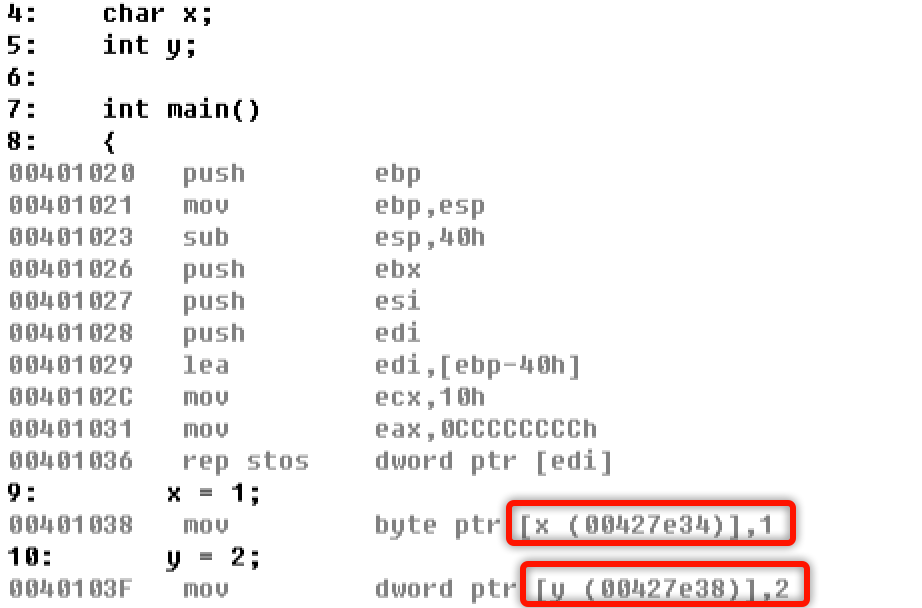 4: char x;
5: int y;
6:
7: int main()
8: {
00401020 push ebp
00401021 mov ebp,esp
00401023 sub esp,40h
00401026 push ebx
00401027 push esi
00401028 push edi
00401029 lea edi,[ebp-40h]
0040102C mov ecx,10h
00401031 mov eax,0CCCCCCCCh
00401036 rep stos dword ptr [edi]
9: x = 1;
00401038 mov byte ptr [x (00427e34)],1
10: y = 2;
0040103F mov dword ptr [y (00427e38)],2